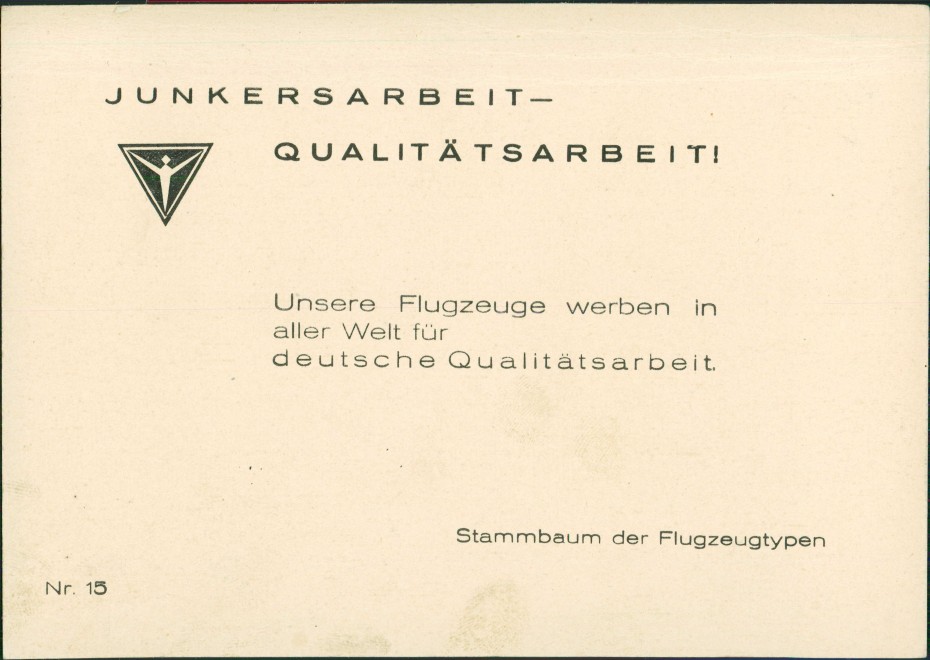 JUNKERSARBEIT—
QUALITÄTSARBEIT!
Unsere Flugzeuge werben in
aller Welt für
deutsche Qualitätsarbeit.
Stammbaum der Flugzeugtypen
Nr. 15